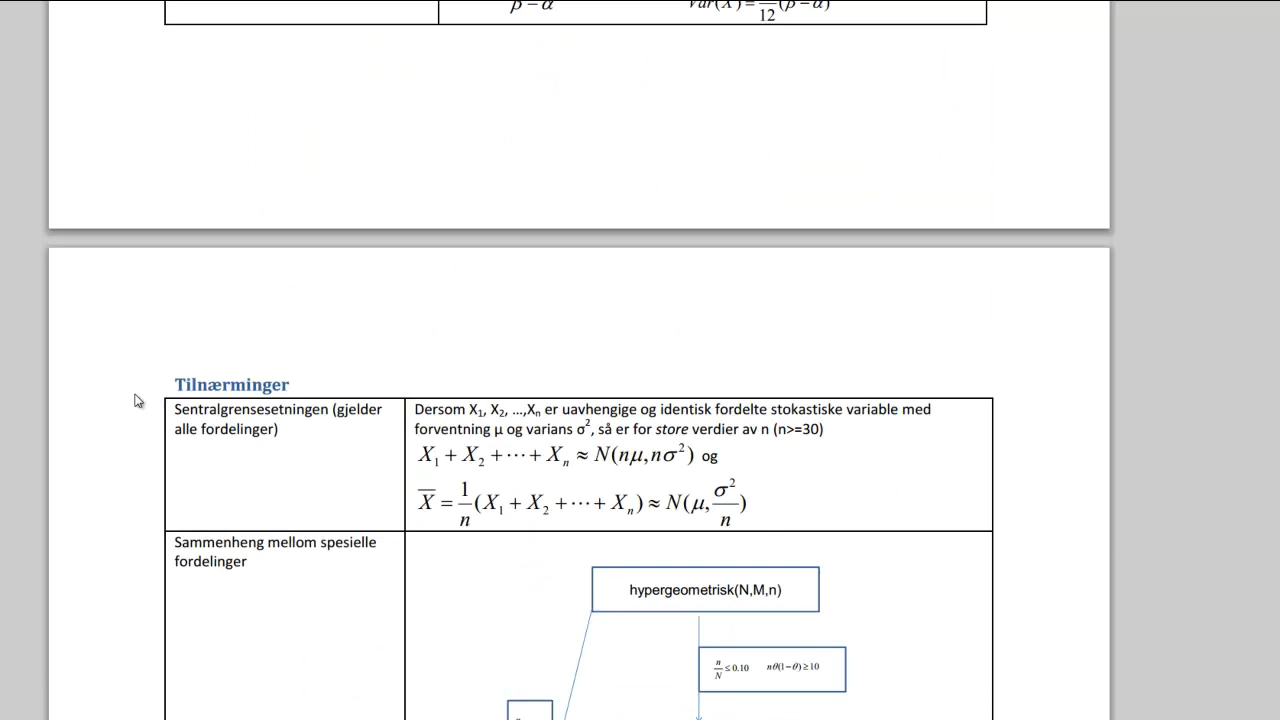 β − α
Var(X) = 12 (β − α)
Tilnærminger
Sentralgrensesetningen (gjelder
alle fordelinger)
Dersom X₁, X₂, …,Xₙ er uavhengige og identisk fordelte stokastiske variable med
forventning μ og varians σ², så er for store verdier av n (n>=30)
X₁ + X₂ + ⋯ + Xₙ ≈ N(nμ, nσ²) og
X̅ = 1/n (X₁ + X₂ + ⋯ + Xₙ) ≈ N(μ, σ²/n)
Sammenheng mellom spesielle
fordelinger
hypergeometrisk(N,M,n)
n/N ≤ 0.10 nθ(1−θ) ≥ 10